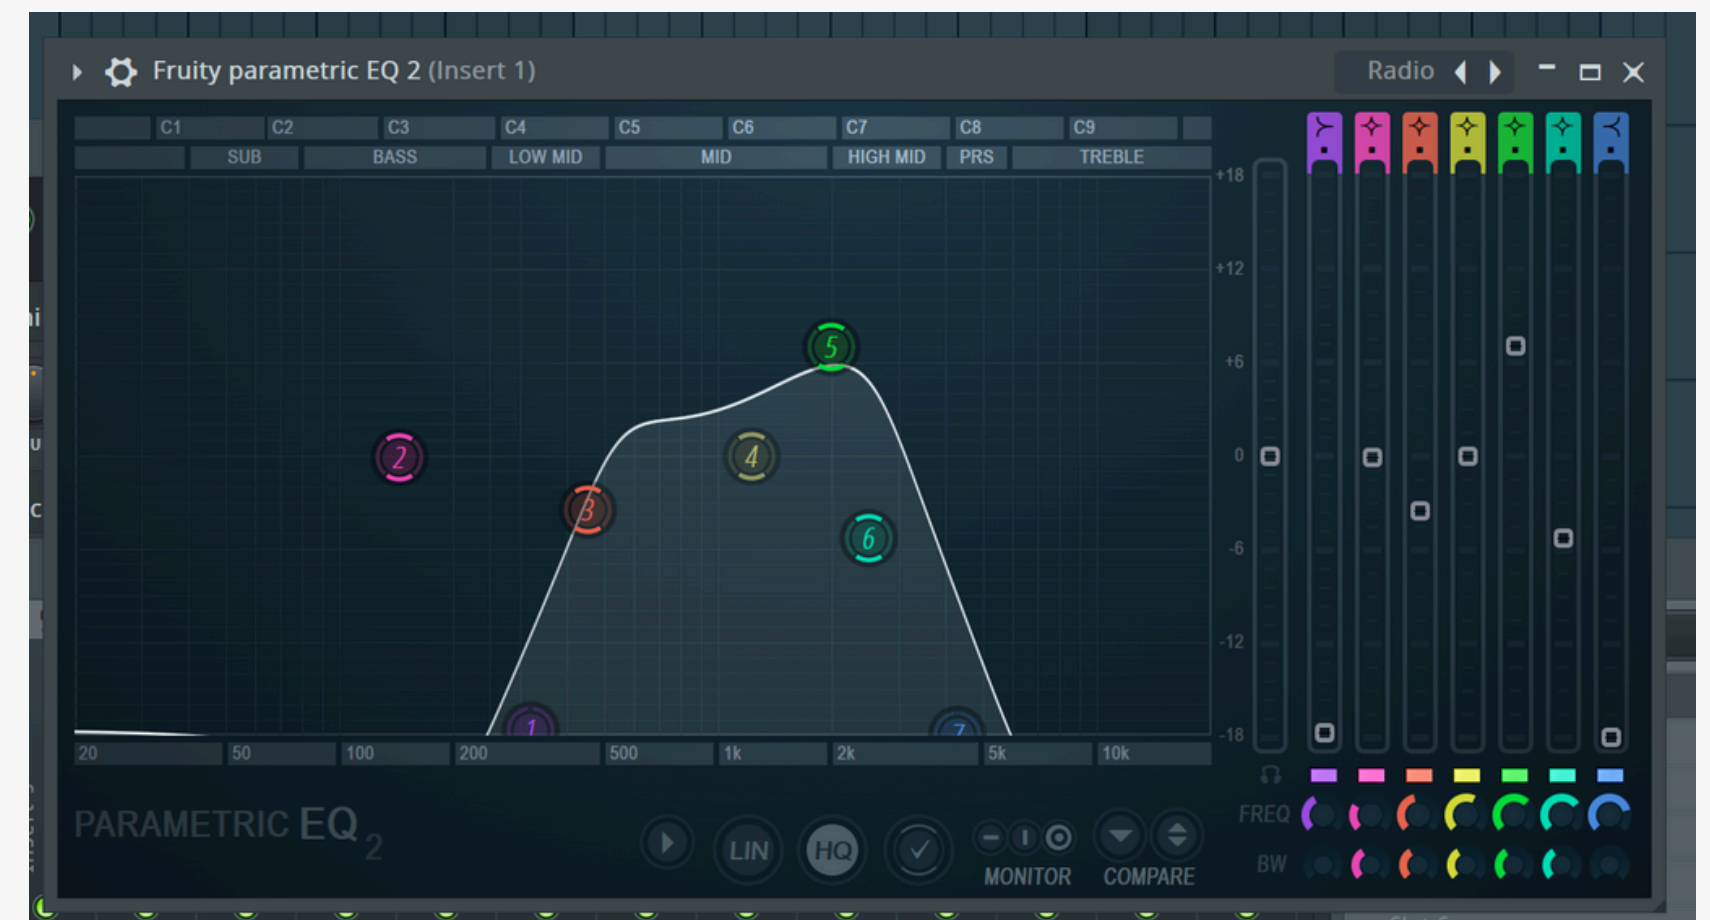 Fruity parametric EQ 2 (Insert 1) Radio
C1 C2 C3 C4 C5 C6 C7 C8 C9
SUB BASS LOW MID MID HIGH MID PRS TREBLE
+18
+12
5
+6
2 4 0
3
6 -6
-12
1 7 -18
20 50 100 200 500 1k 2k 5k 10k
PARAMETRIC EQ 2
LIN HQ
MONITOR COMPARE
FREQ
BW